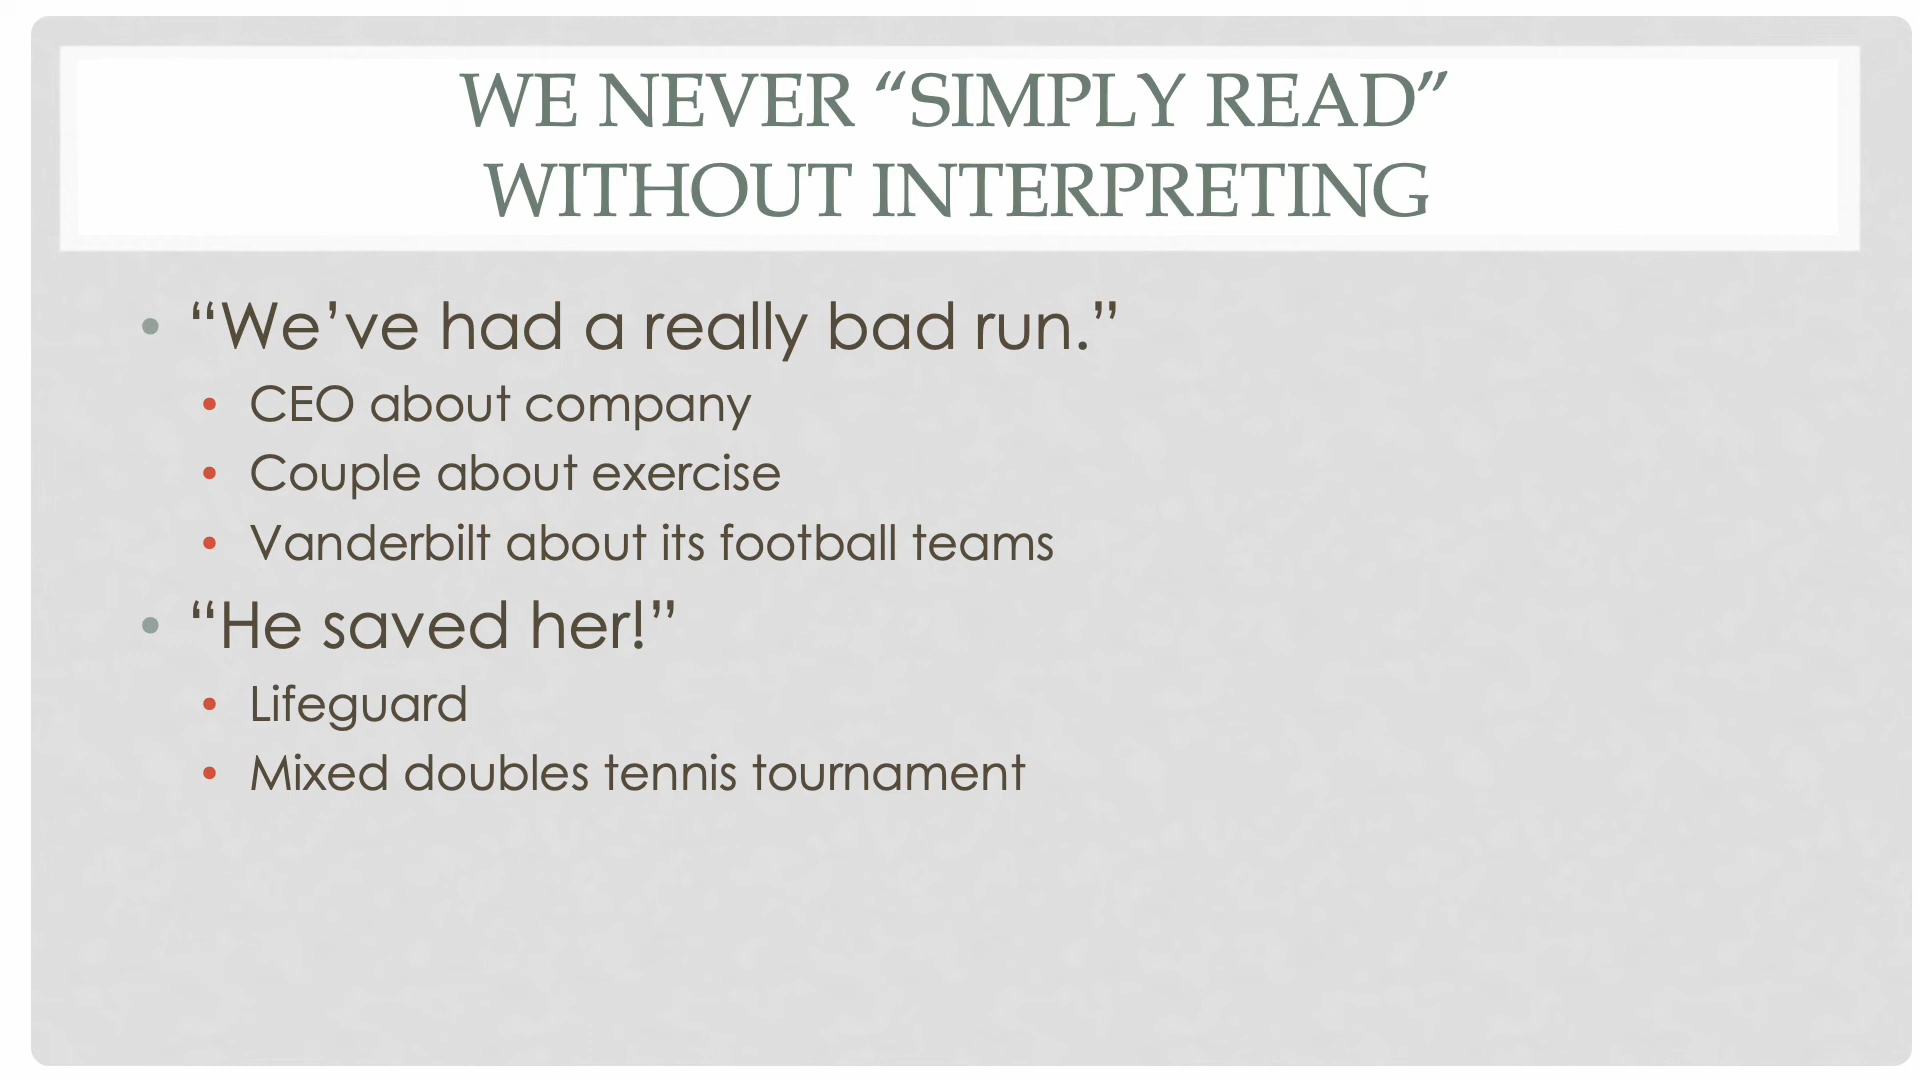 WE NEVER “SIMPLY READ”
WITHOUT INTERPRETING
• “We’ve had a really bad run.”
• CEO about company
• Couple about exercise
• Vanderbilt about its football teams
• “He saved her!”
• Lifeguard
• Mixed doubles tennis tournament